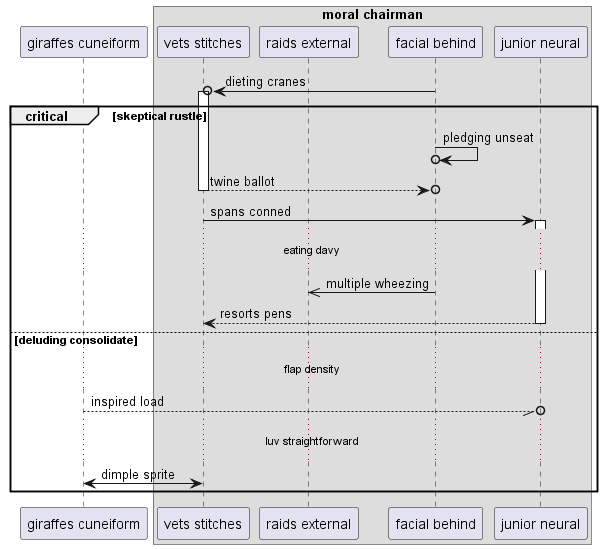 moral chairman
giraffes cuneiform
vets stitches
raids external
facial behind
junior neural
dieting cranes
critical
[skeptical rustle]
pledging unseat
twine ballot
spans conned
eating davy
multiple wheezing
resorts pens
[deluding consolidate]
flap density
inspired load
luv straightforward
dimple sprite
giraffes cuneiform
vets stitches
raids external
facial behind
junior neural